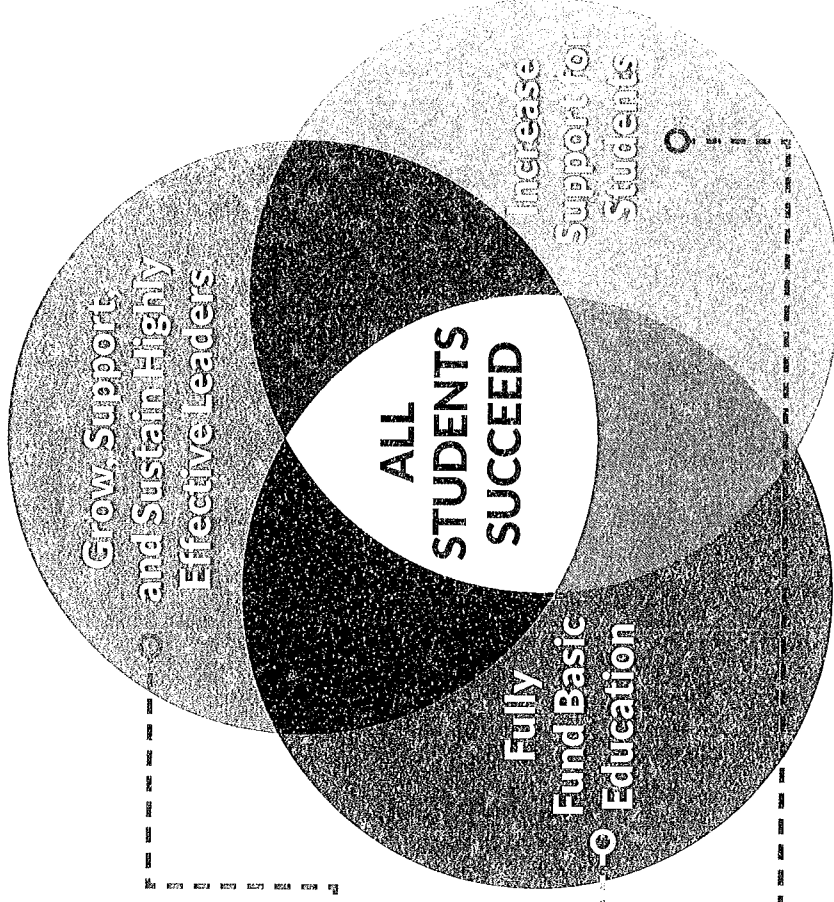 Grow, Support,
and Sustain Highly
Effective Leaders
Increase
Support for
Students
ALL
STUDENTS
SUCCEED
Fully
Fund Basic
Education